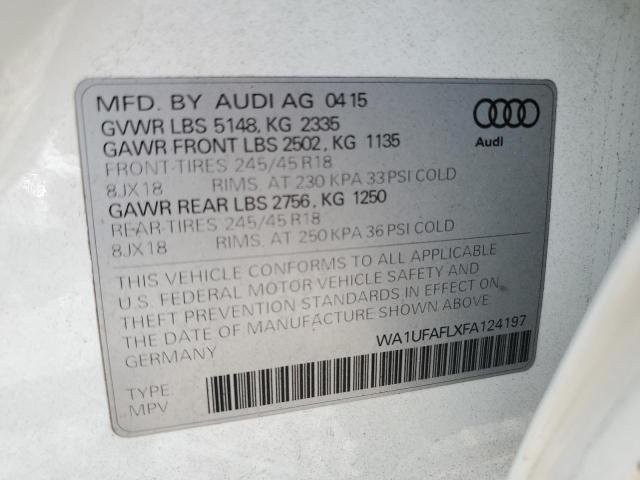 MFD. BY AUDI AG 04 15
GVWR LBS 5148, KG 2335
GAWR FRONT LBS 2502, KG 1135
FRONT-TIRES 245/45 R18
8JX18 RIMS, AT 230 KPA 33 PSI COLD
GAWR REAR LBS 2756, KG 1250
REAR-TIRES 245/45 R18
8JX18 RIMS, AT 250 KPA 36 PSI COLD
Audi
THIS VEHICLE CONFORMS TO ALL APPLICABLE
U.S. FEDERAL MOTOR VEHICLE SAFETY AND
THEFT PREVENTION STANDARDS IN EFFECT ON
THE DATE OF MANUFACTURE SHOWN ABOVE
GERMANY
WA1UFAFLXFA124197
TYPE
MPV